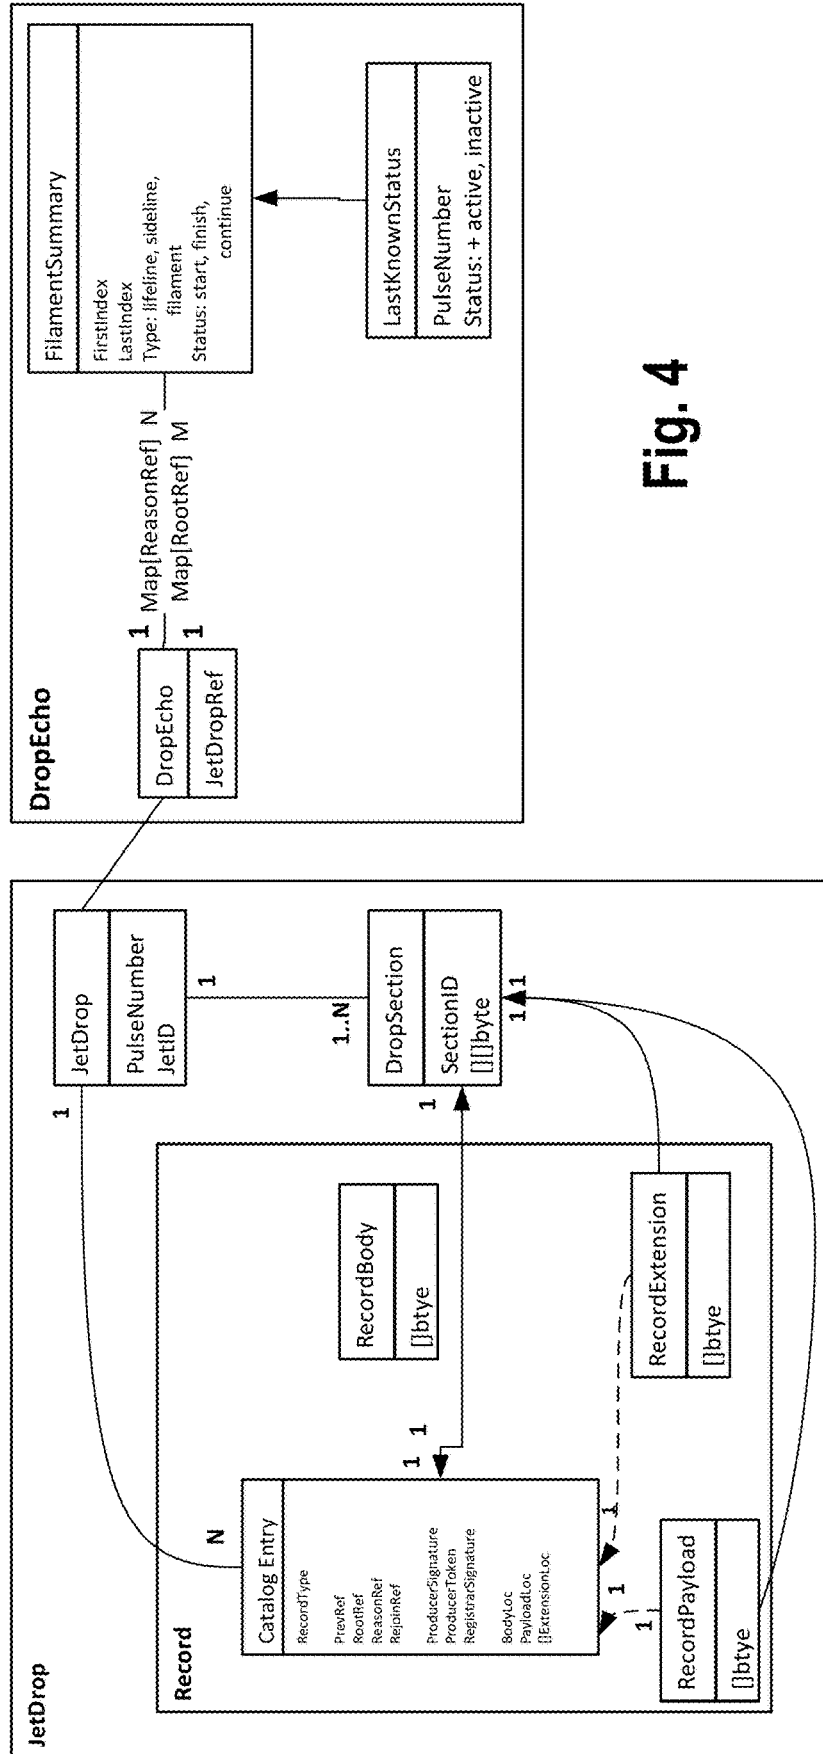 JetDrop
JetDrop
PulseNumber
JetID
1
N
1
1..N
DropSection
SectionID
[][]byte
1
1
1
Record
Catalog Entry
RecordType
PrevRef
RootRef
ReasonRef
RejoinRef
ProducerSignature
ProducerToken
RegistrarSignature
BodyLoc
PayloadLoc
[]ExtensionLoc
1
1
RecordBody
[]btye
RecordExtension
[]btye
1
1
1
RecordPayload
[]btye
DropEcho
DropEcho
JetDropRef
1
1
Map[ReasonRef] N
Map[RootRef] M
FilamentSummary
FirstIndex
LastIndex
Type: lifeline, sideline,
filament
Status: start, finish,
continue
LastKnownStatus
PulseNumber
Status: + active, inactive
Fig. 4